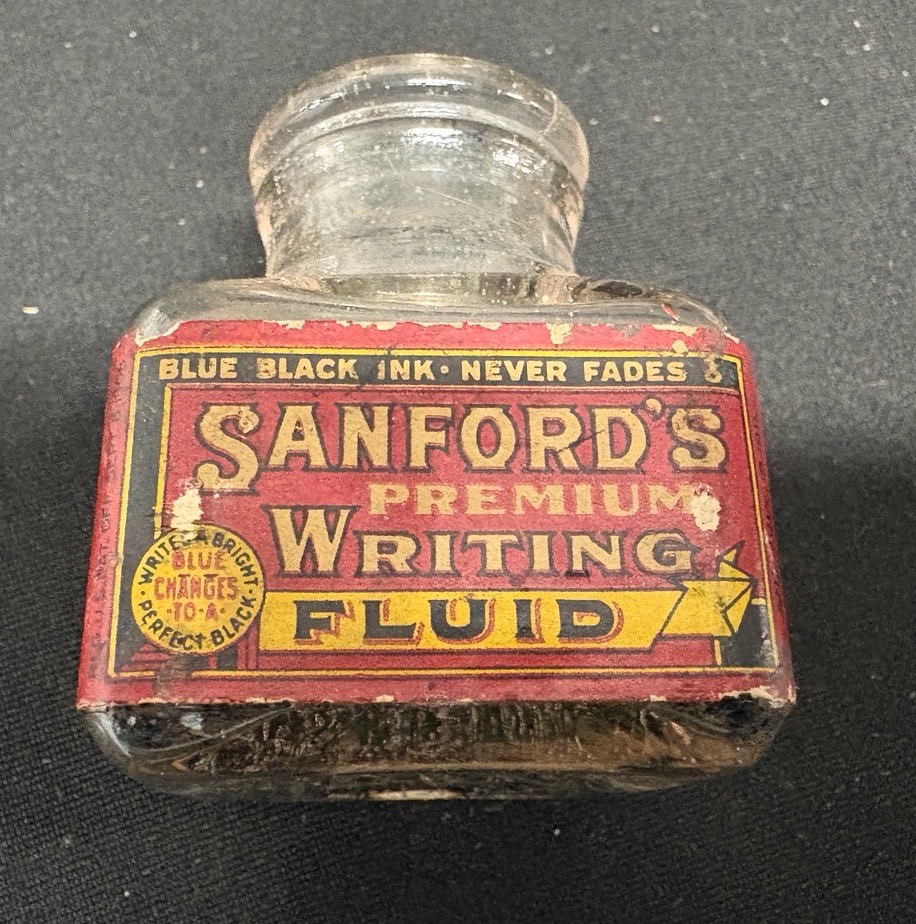 BLUE BLACK INK • NEVER FADES
SANFORD'S
PREMIUM
WRITING
FLUID
WRITES A BRIGHT
BLUE
CHANGES
-TO-A-
• PERFECT BLACK •